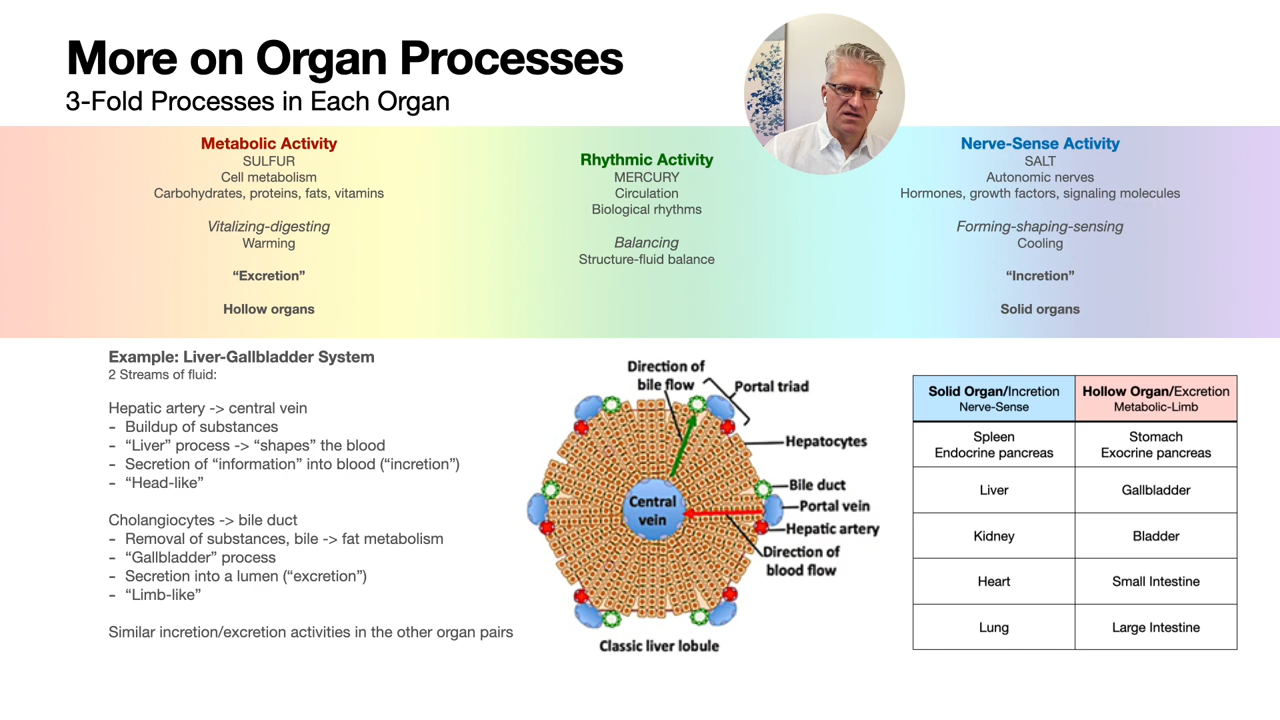 More on Organ Processes
3-Fold Processes in Each Organ
Metabolic Activity
SULFUR
Cell metabolism
Carbohydrates, proteins, fats, vitamins
Vitalizing-digesting
Warming
“Excretion”
Hollow organs
Rhythmic Activity
MERCURY
Circulation
Biological rhythms
Balancing
Structure-fluid balance
Nerve-Sense Activity
SALT
Autonomic nerves
Hormones, growth factors, signaling molecules
Forming-shaping-sensing
Cooling
“Incretion”
Solid organs
Example: Liver-Gallbladder System
2 Streams of fluid:
Hepatic artery -> central vein
- Buildup of substances
- “Liver” process -> “shapes” the blood
- Secretion of “information” into blood (“incretion”)
- “Head-like”
Cholangiocytes -> bile duct
- Removal of substances, bile -> fat metabolism
- “Gallbladder” process
- Secretion into a lumen (“excretion”)
- “Limb-like”
Similar incretion/excretion activities in the other organ pairs
Direction of
bile flow
Portal triad
Hepatocytes
Bile duct
Portal vein
Hepatic artery
Direction of
blood flow
Central
vein
Classic liver lobule
Solid Organ/Incretion
Nerve-Sense
Hollow Organ/Excretion
Metabolic-Limb
Spleen
Endocrine pancreas
Stomach
Exocrine pancreas
Liver
Gallbladder
Kidney
Bladder
Heart
Small Intestine
Lung
Large Intestine